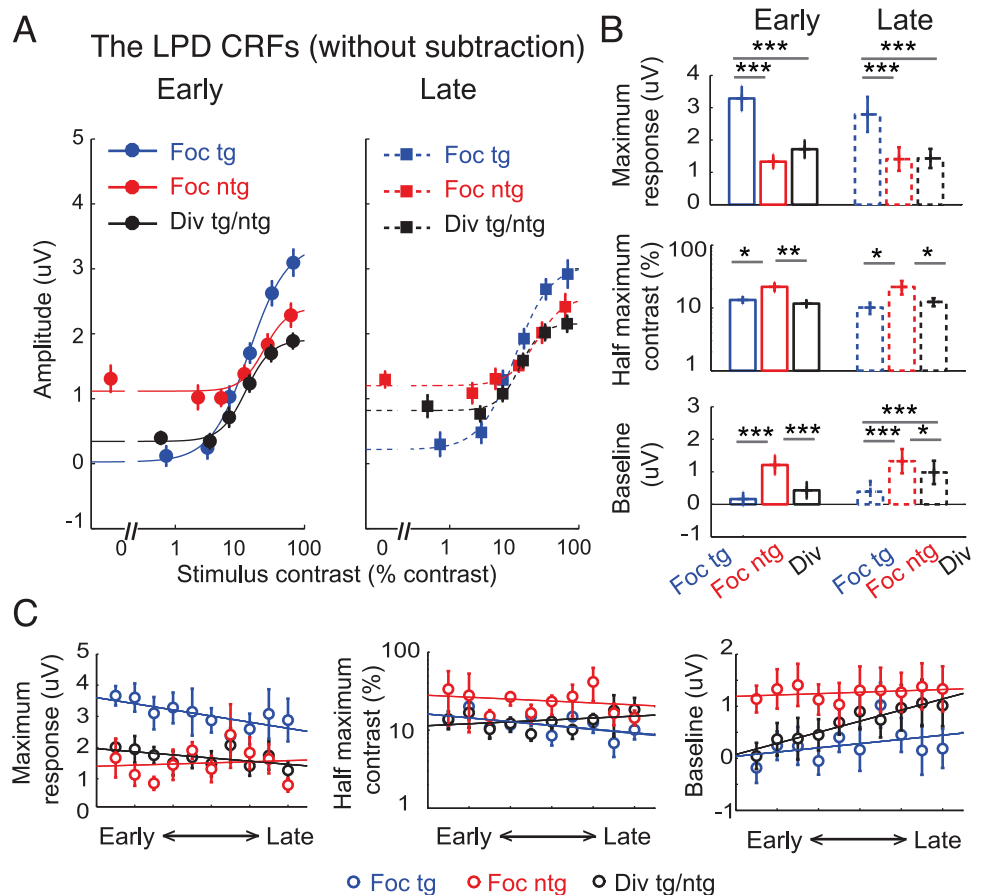 A
The LPD CRFs (without subtraction)
Early
Late
5
4
3
2
1
0
-1
Amplitude (uV)
Foc tg
Foc ntg
Div tg/ntg
Foc tg
Foc ntg
Div tg/ntg
0 // 1 10 100
0 // 1 10 100
Stimulus contrast (% contrast)
B
Early
Late
Maximum
response (uV)
4
3
2
1
0
***
***
***
***
Half maximum
contrast (%)
100
10
1
*
**
*
*
Baseline
(uV)
3
2
1
0
-1
***
***
***
***
*
Foc tg
Foc ntg
Div
Foc tg
Foc ntg
Div
C
Maximum
response (uV)
5
4
3
2
1
0
Early
Late
Half maximum
contrast (%)
100
10
1
Early
Late
Baseline (uV)
2
1
0
-1
Early
Late
Foc tg
Foc ntg
Div tg/ntg